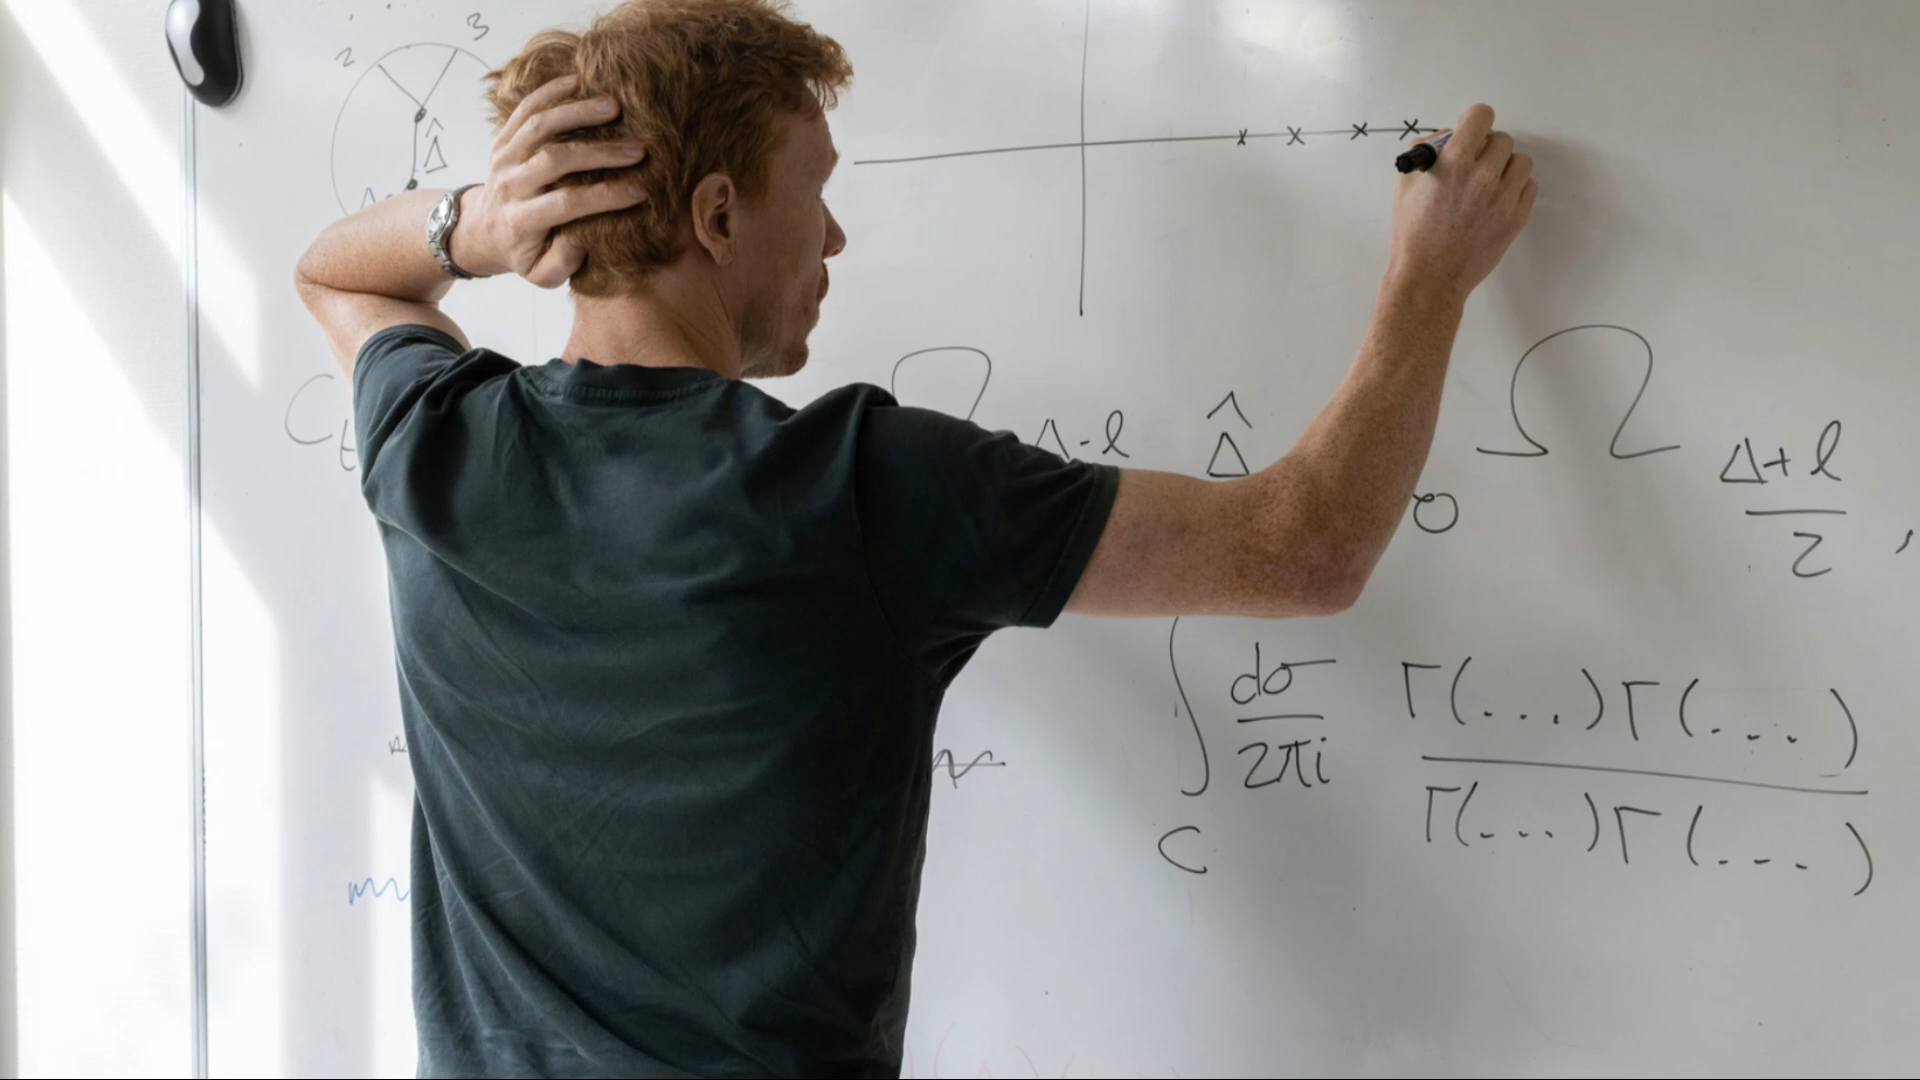 2 3
Δ̂
x x x x
C Ω Δ-l Δ̂ Ω Δ+l
0 2 ,
∫ dσ Γ(...)Γ(....)
2πi Γ(....)Γ(....)
C